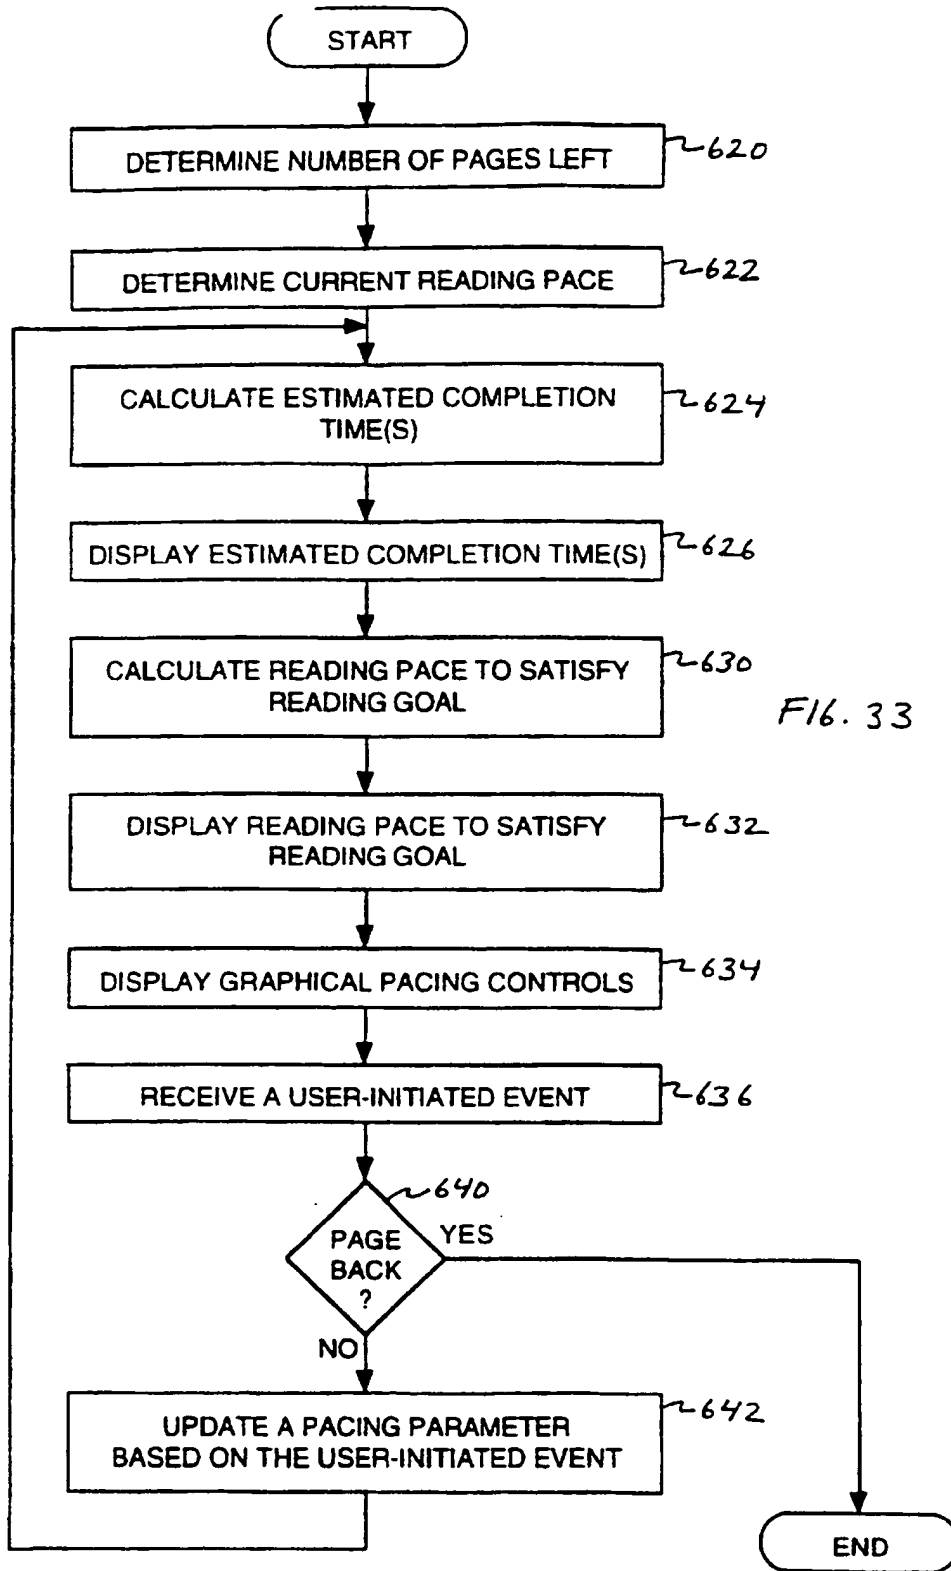 START
DETERMINE NUMBER OF PAGES LEFT
620
DETERMINE CURRENT READING PACE
622
CALCULATE ESTIMATED COMPLETION
TIME(S)
624
DISPLAY ESTIMATED COMPLETION TIME(S)
626
CALCULATE READING PACE TO SATISFY
READING GOAL
630
FIG. 33
DISPLAY READING PACE TO SATISFY
READING GOAL
632
DISPLAY GRAPHICAL PACING CONTROLS
634
RECEIVE A USER-INITIATED EVENT
636
640
PAGE
BACK
?
YES
NO
UPDATE A PACING PARAMETER
BASED ON THE USER-INITIATED EVENT
642
END